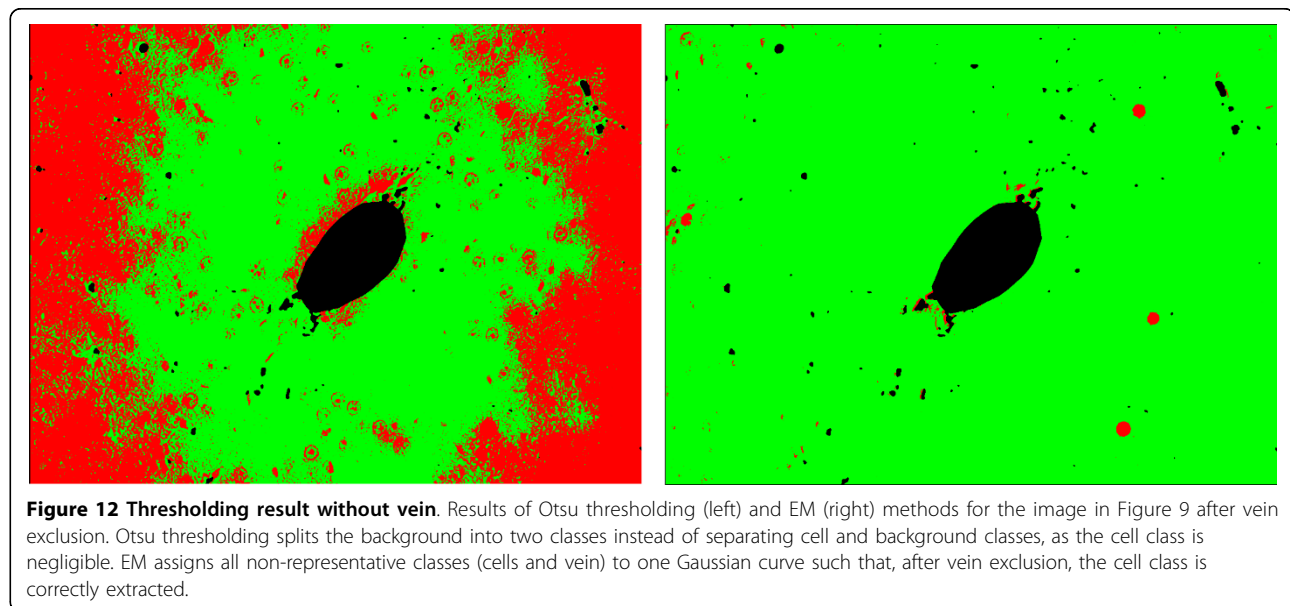 Figure 12 Thresholding result without vein. Results of Otsu thresholding (left) and EM (right) methods for the image in Figure 9 after vein
exclusion. Otsu thresholding splits the background into two classes instead of separating cell and background classes, as the cell class is
negligible. EM assigns all non-representative classes (cells and vein) to one Gaussian curve such that, after vein exclusion, the cell class is
correctly extracted.